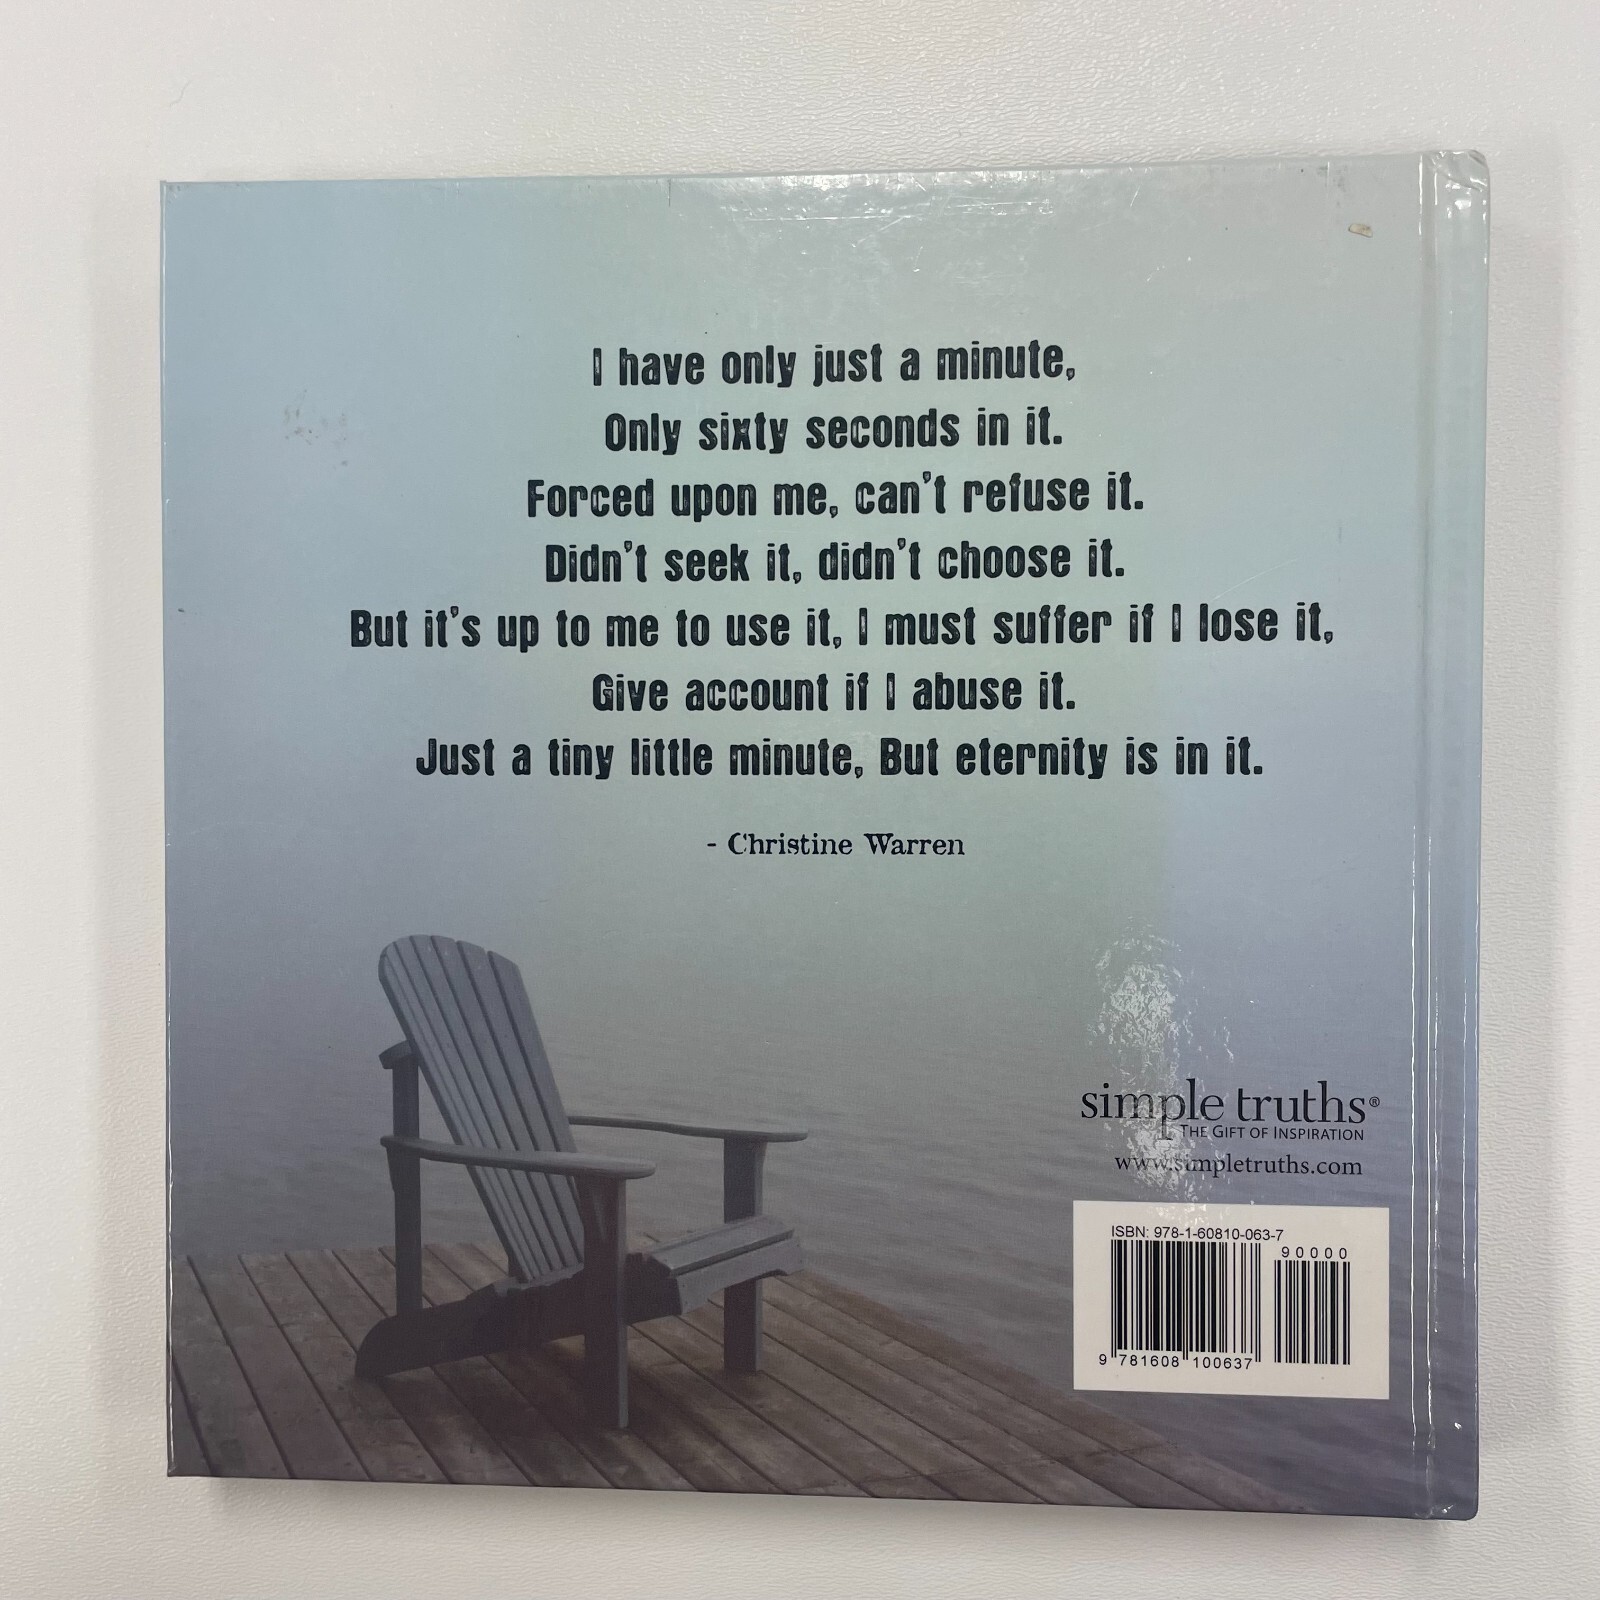 I have only just a minute,
Only sixty seconds in it.
Forced upon me, can't refuse it.
Didn't seek it, didn't choose it.
But it's up to me to use it, I must suffer if I lose it,
Give account if I abuse it.
Just a tiny little minute, But eternity is in it.
- Christine Warren
simple truths®
THE GIFT OF INSPIRATION
www.simpletruths.com
ISBN: 978-1-60810-063-7
90000
9 781608 100637